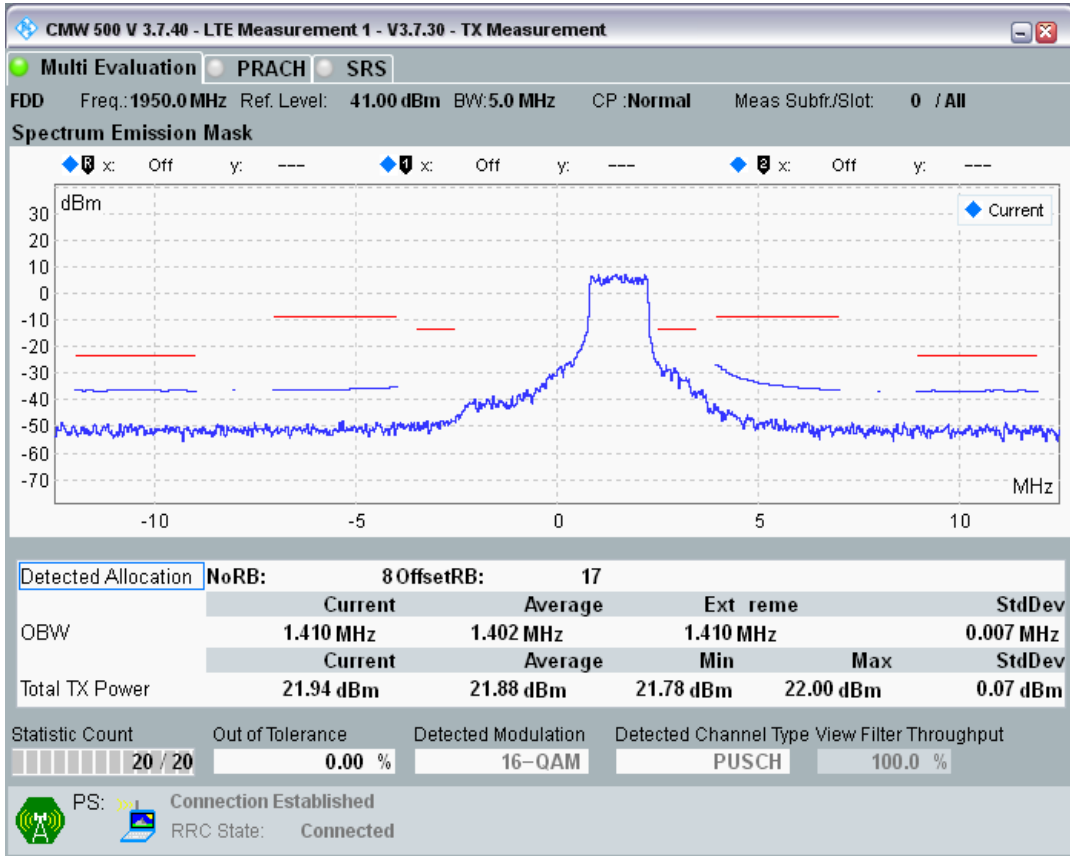 CMW 500 V 3.7.40 - LTE Measurement 1 - V3.7.30 - TX Measurement
Multi Evaluation PRACH SRS
FDD Freq.: 1950.0 MHz Ref. Level: 41.00 dBm BW: 5.0 MHz CP : Normal Meas Subfr./Slot: 0 / All
Spectrum Emission Mask
R x: Off y: --- 1 x: Off y: --- 2 x: Off y: ---
dBm
Current
30
20
10
0
-10
-20
-30
-40
-50
-60
-70
MHz
-10 -5 0 5 10
Detected Allocation NoRB: 8 OffsetRB: 17
Current Average Ext reme StdDev
OBW 1.410 MHz 1.402 MHz 1.410 MHz 0.007 MHz
Current Average Min Max StdDev
Total TX Power 21.94 dBm 21.88 dBm 21.78 dBm 22.00 dBm 0.07 dBm
Statistic Count Out of Tolerance Detected Modulation Detected Channel Type View Filter Throughput
20 / 20 0.00 % 16-QAM PUSCH 100.0 %
PS: Connection Established
RRC State: Connected